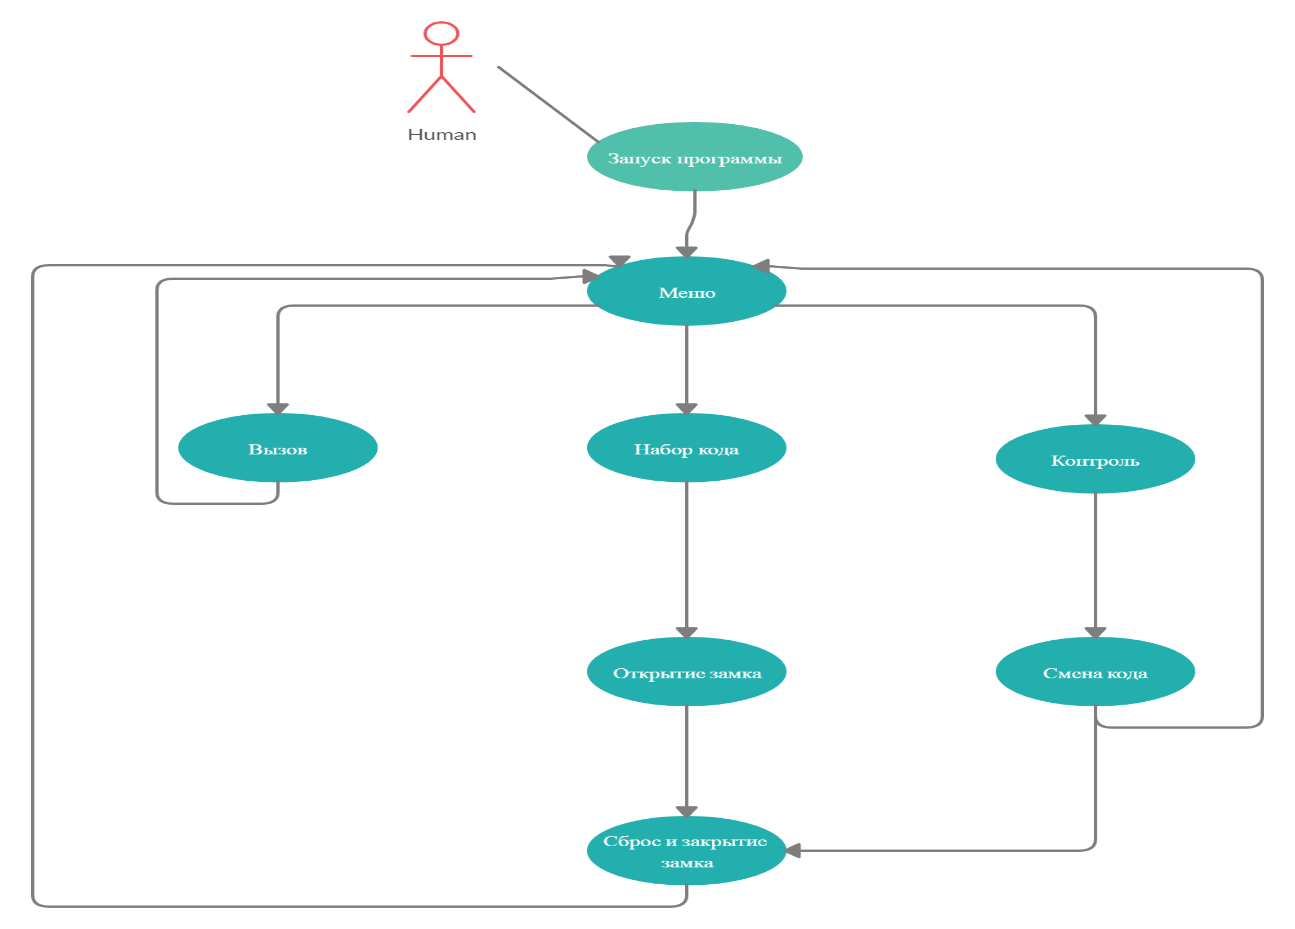 Human
Запуск программы
Меню
Вызов
Набор кода
Контроль
Открытие замка
Смена кода
Сброс и закрытие
замка